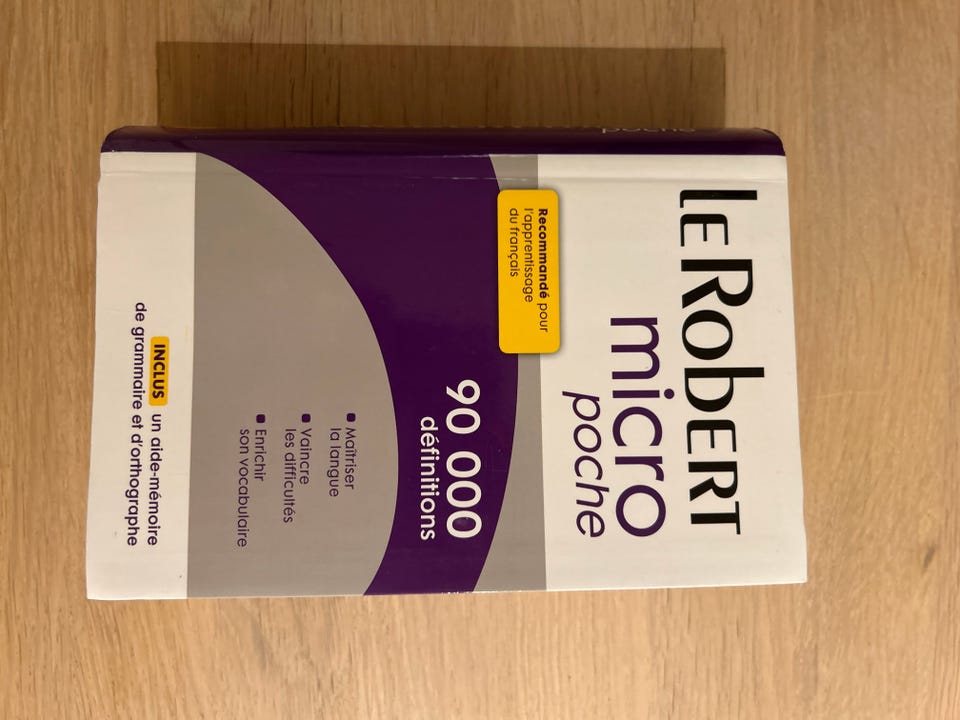 LE ROBERT
micro
poche
Recommandé pour
l'apprentissage
du français
90 000
définitions
▪ Maîtriser
la langue
▪ Vaincre
les difficultés
▪ Enrichir
son vocabulaire
INCLUS un aide-mémoire
de grammaire et d'orthographe
poche